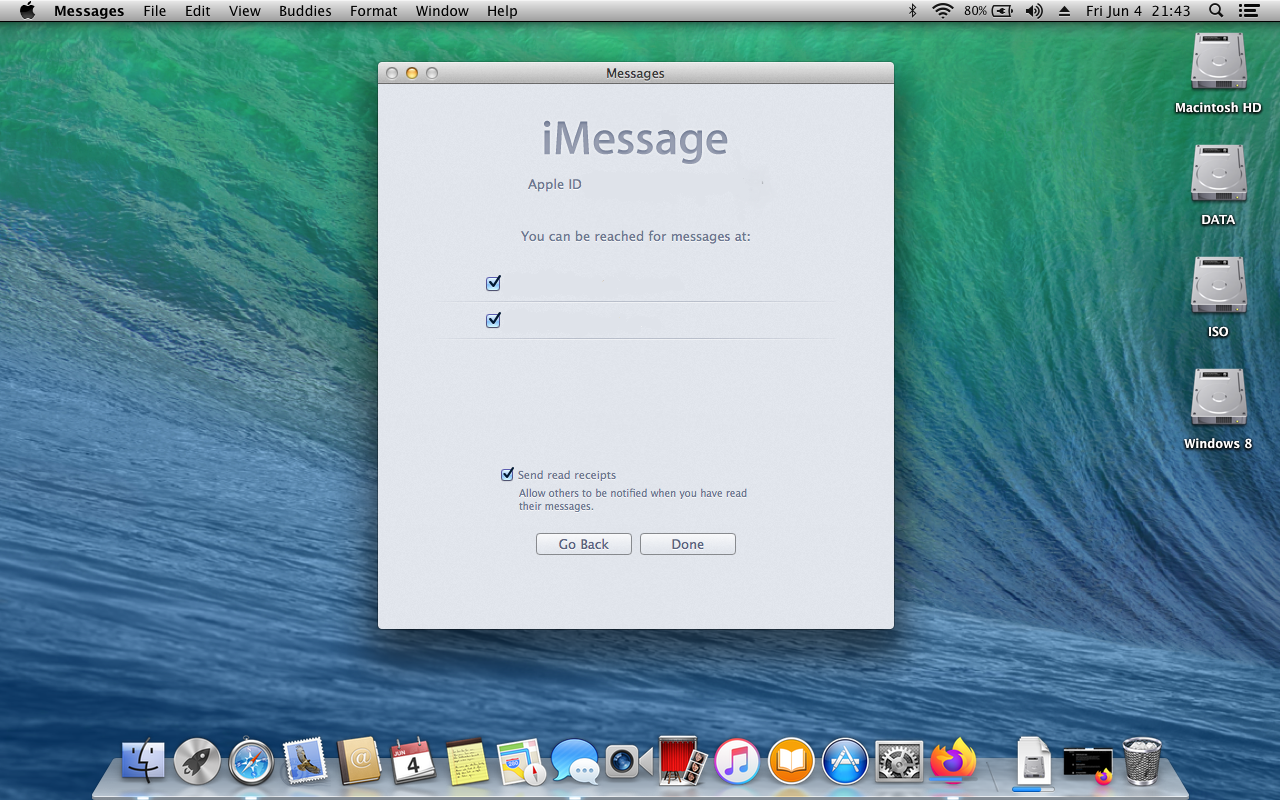 Messages File Edit View Buddies Format Window Help 80% Fri Jun 4 21:43
Messages
iMessage
Apple ID
You can be reached for messages at:
Send read receipts
Allow others to be notified when you have read
their messages.
Go Back Done
Macintosh HD
DATA
ISO
Windows 8
JUN
4